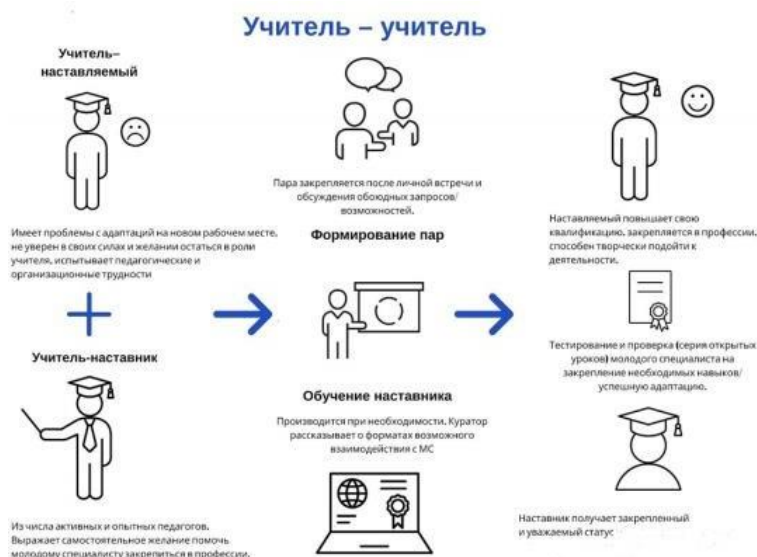 Учитель – учитель
Учитель–
наставляемый
Имеет проблемы с адаптаций на новом рабочем месте,
не уверен в своих силах и желании остаться в роли
учителя, испытывает педагогические и
организационные трудности
Учитель-наставник
Из числа активных и опытных педагогов.
Выражает самостоятельное желание помочь
молодому специалисту закрепиться в профессии.
Пара закрепляется после личной встречи и
обсуждения обоюдных запросов/
возможностей.
Формирование пар
Обучение наставника
Производится при необходимости. Куратор
рассказывает о форматах возможного
взаимодействия с МС
Наставляемый повышает свою
квалификацию, закрепляется в профессии,
способен творчески подойти к
деятельности.
Тестирование и проверка (серия открытых
уроков) молодого специалиста на
закрепление необходимых навыков/
успешную адаптацию.
Наставник получает закрепленный
и уважаемый статус